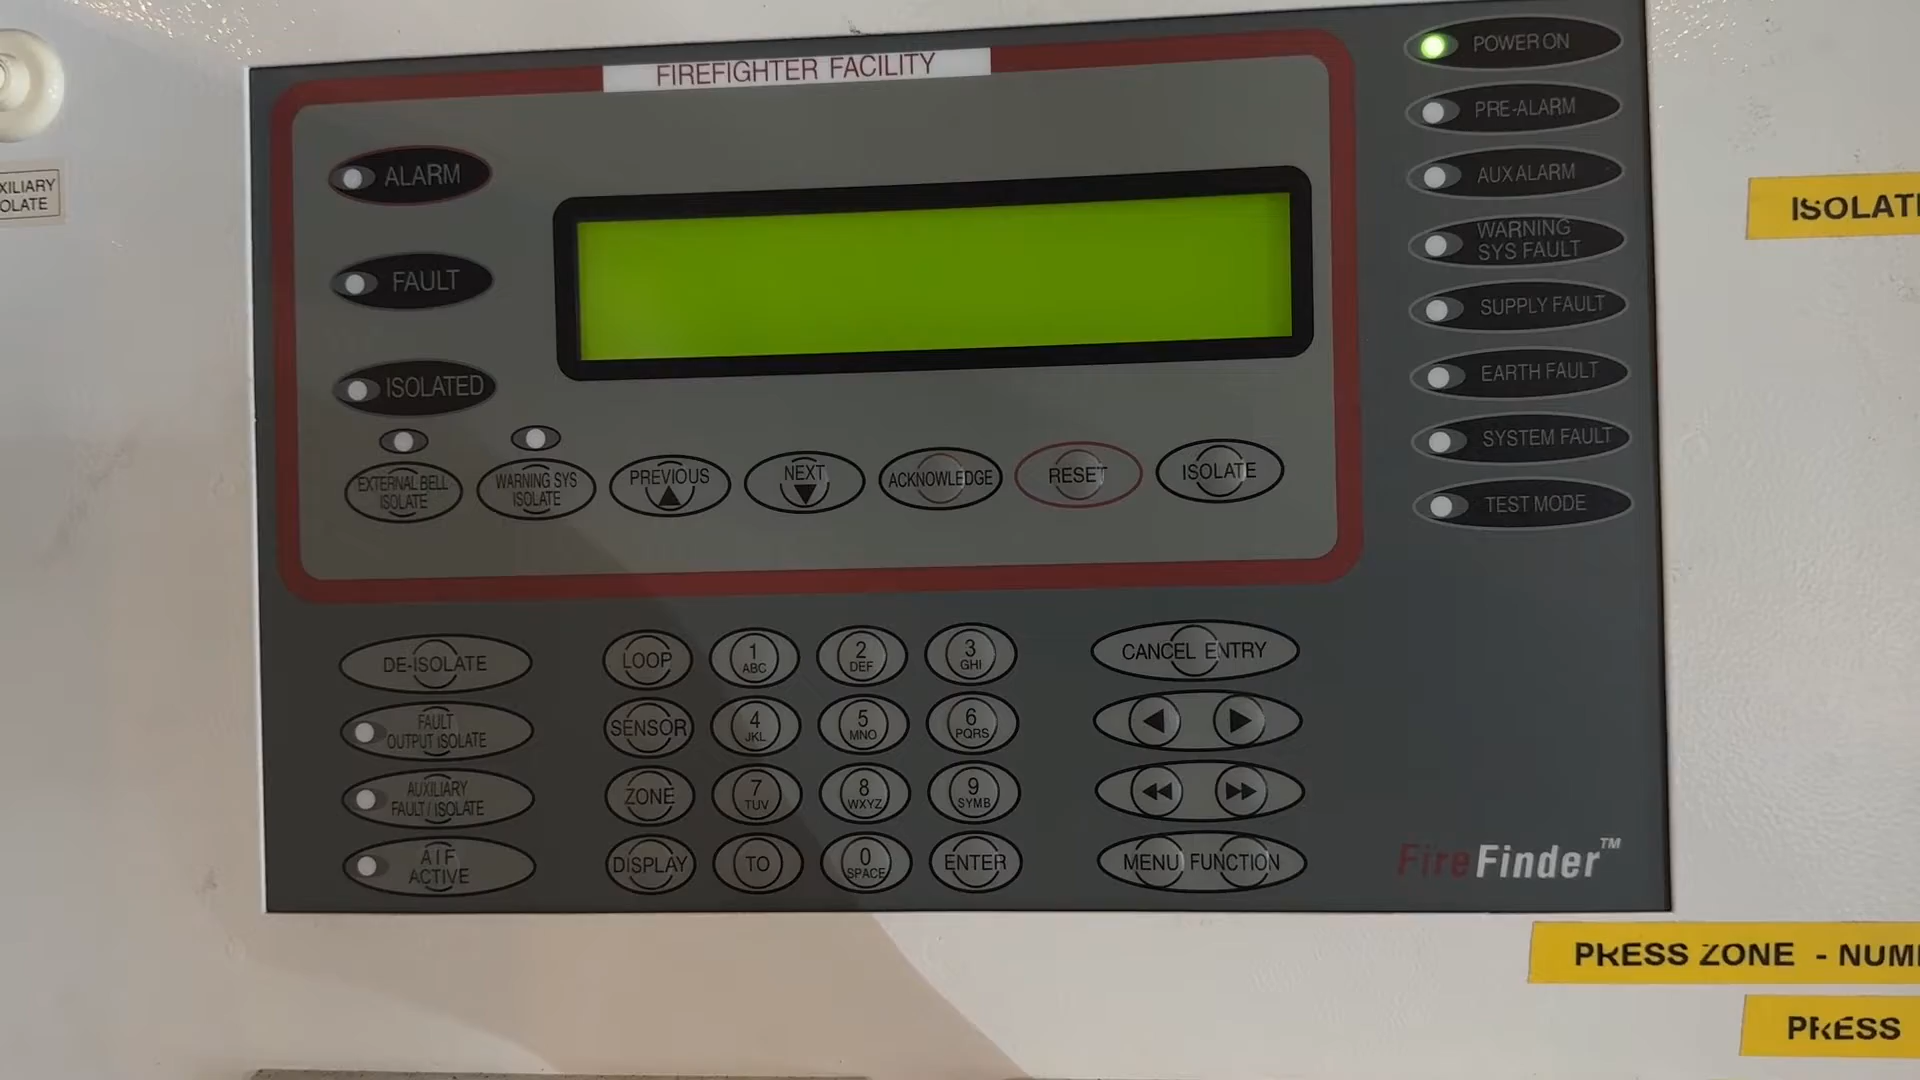 FIREFIGHTER FACILITY
ALARM
FAULT
ISOLATED
EXTERNAL BELL
ISOLATE
WARNING SYS
ISOLATE
PREVIOUS
NEXT
ACKNOWLEDGE
RESET
ISOLATE
POWER ON
PRE-ALARM
AUX ALARM
WARNING
SYS FAULT
SUPPLY FAULT
EARTH FAULT
SYSTEM FAULT
TEST MODE
DE-ISOLATE
FAULT
OUTPUT ISOLATE
AUXILIARY
FAULT / ISOLATE
A I F
ACTIVE
LOOP
1
ABC
2
DEF
3
GHI
SENSOR
4
JKL
5
MNO
6
PQRS
ZONE
7
TUV
8
WXYZ
9
SYMB
DISPLAY
TO
0
SPACE
ENTER
CANCEL ENTRY
MENU FUNCTION
FireFinder™
XILIARY
OLATE
ISOLAT
PRESS ZONE - NUM
PRESS